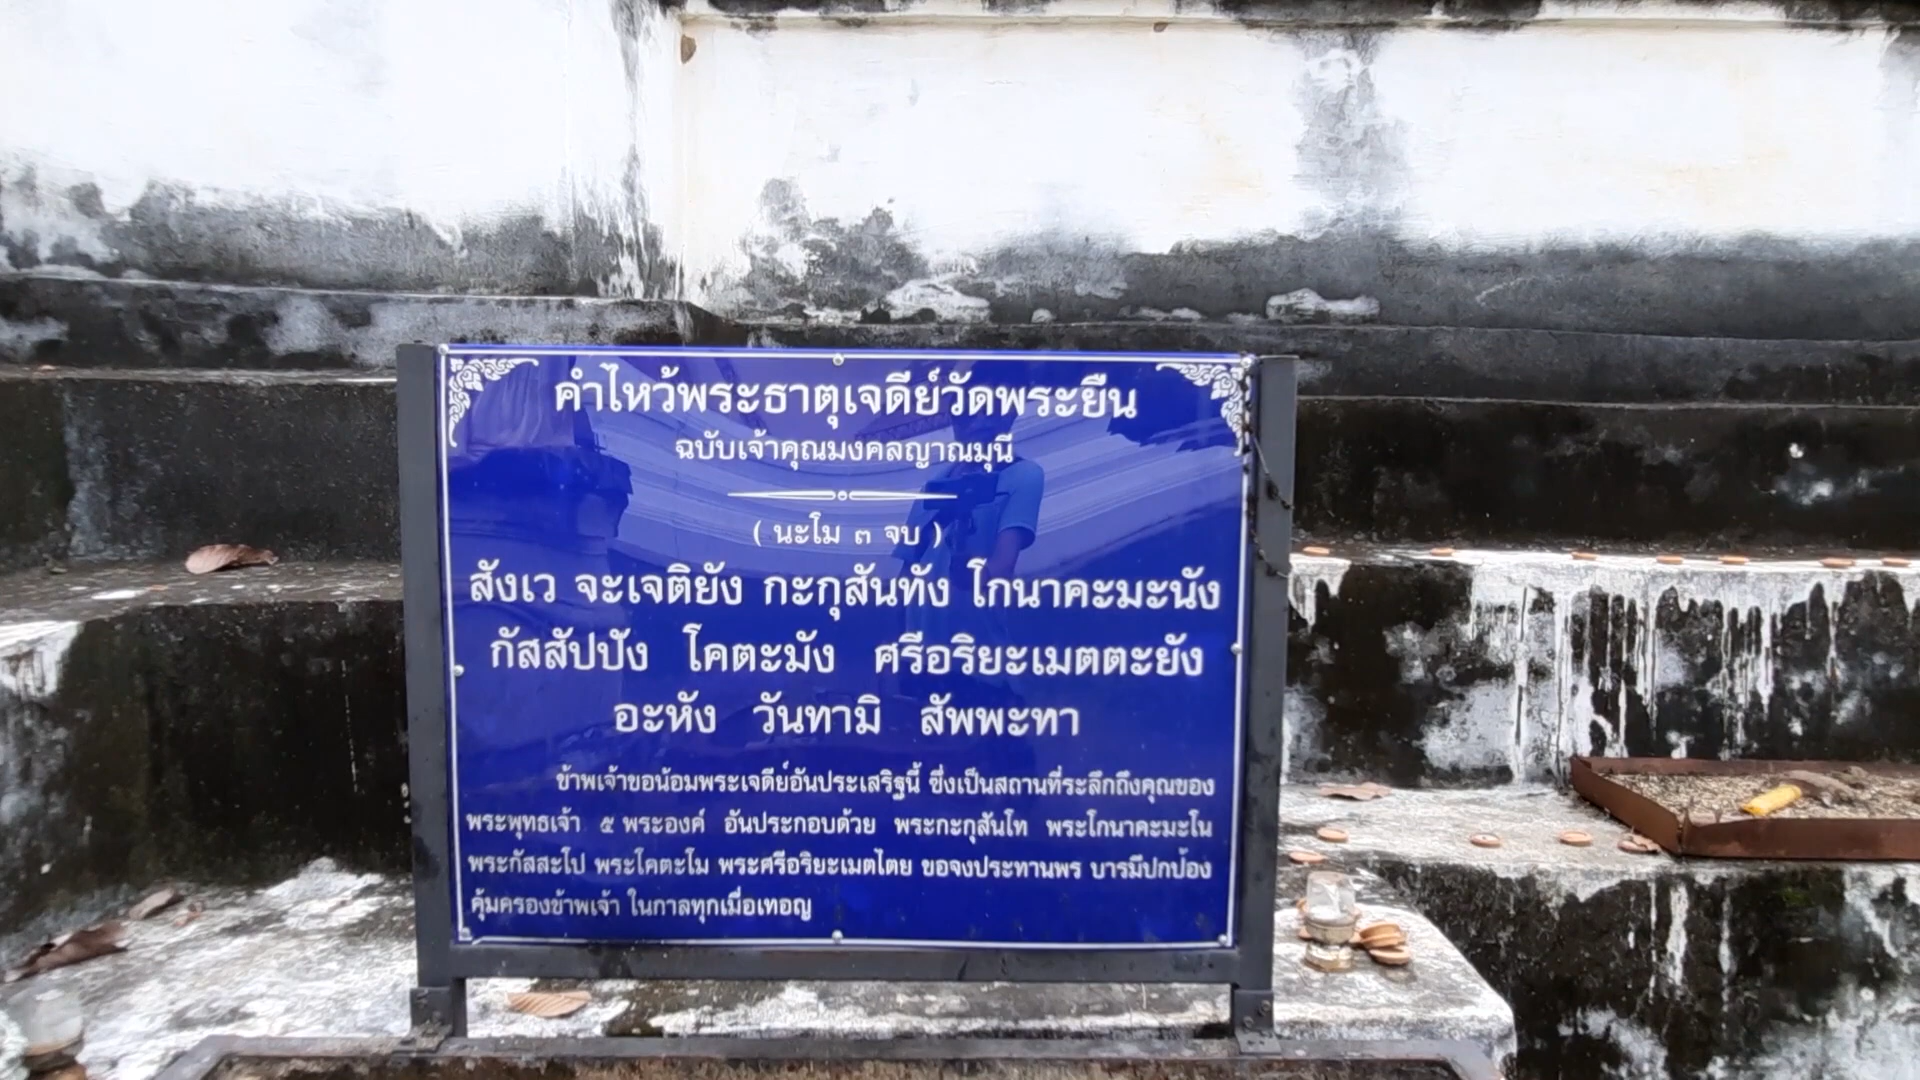 คำไหว้พระธาตุเจดีย์วัดพระยืน
ฉบับเจ้าคุณมงคลญาณมุนี
( นะโม ๓ จบ )
สังเว จะเจติยัง กะกุสันทัง โกนาคะมะนัง
กัสสัปปัง โคตะมัง ศรีอริยะเมตตะยัง
อะหัง วันทามิ สัพพะทา
ข้าพเจ้าขอน้อมพระเจดีย์อันประเสริฐนี้ ซึ่งเป็นสถานที่ระลึกถึงคุณของ
พระพุทธเจ้า ๕ พระองค์ อันประกอบด้วย พระกะกุสันโท พระโกนาคะมะโน
พระกัสสะโป พระโคตะโม พระศรีอริยะเมตไตย ขอจงประทานพร บารมีปกป้อง
คุ้มครองข้าพเจ้า ในกาลทุกเมื่อเทอญ